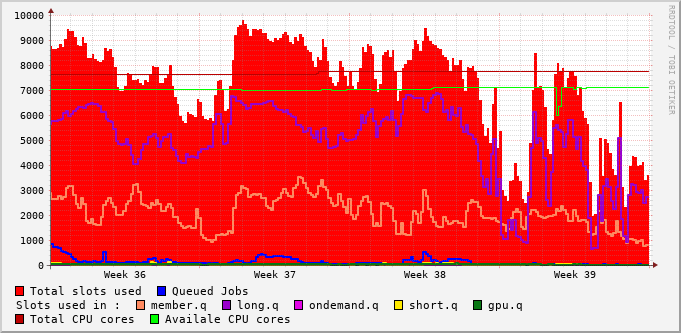 10000
9000
8000
7000
6000
5000
4000
3000
2000
1000
0
Week 36 Week 37 Week 38 Week 39
Total slots used Queued Jobs
Slots used in : member.q long.q ondemand.q short.q gpu.q
Total CPU cores Availale CPU cores
RRDTOOL / TOBI OETIKER